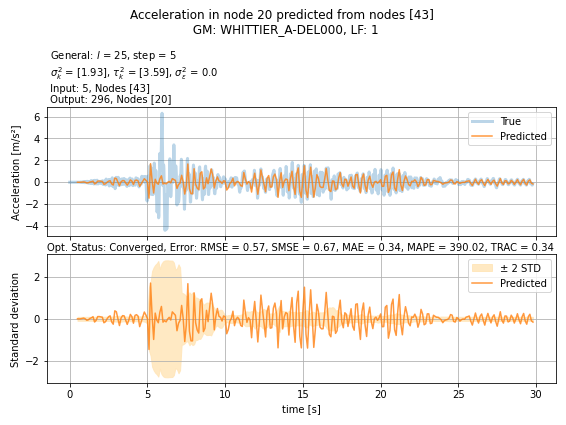 Acceleration in node 20 predicted from nodes [43]
GM: WHITTIER_A-DEL000, LF: 1
General: l = 25, step = 5
σ²ₖ = [1.93], τ²ₖ = [3.59], σ²ε = 0.0
Input: 5, Nodes [43]
Output: 296, Nodes [20]
Acceleration [m/s²]
6
4
2
0
−2
−4
True
Predicted
Opt. Status: Converged, Error: RMSE = 0.57, SMSE = 0.67, MAE = 0.34, MAPE = 390.02, TRAC = 0.34
Standard deviation
2
0
−2
± 2 STD
Predicted
0 5 10 15 20 25 30
time [s]